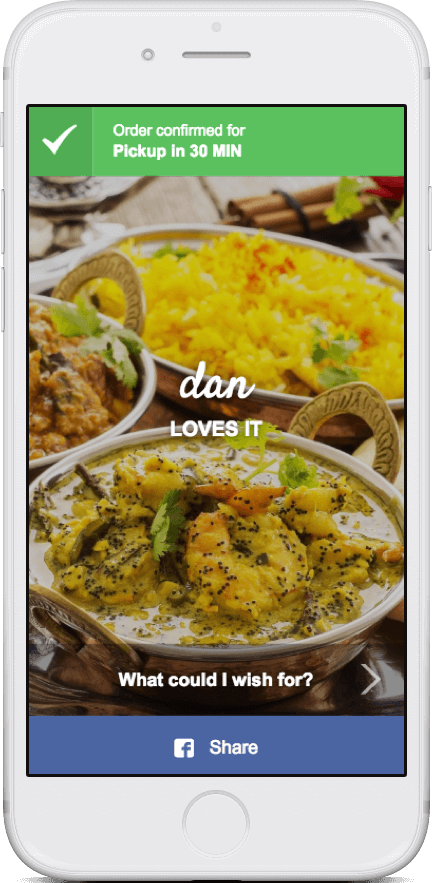 Order confirmed for
Pickup in 30 MIN
dan
LOVES IT
What could I wish for?
Share